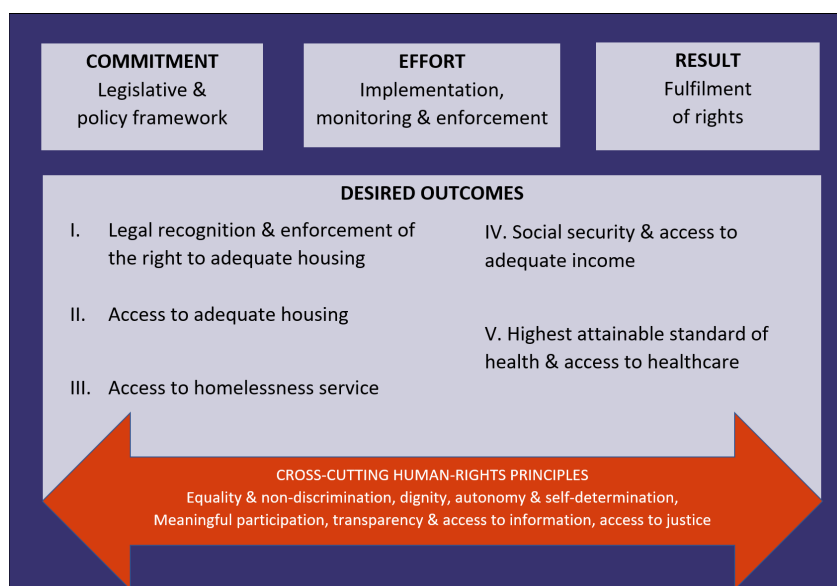 COMMITMENT
Legislative &
policy framework
EFFORT
Implementation,
monitoring & enforcement
RESULT
Fulfilment
of rights
DESIRED OUTCOMES
I. Legal recognition & enforcement of
the right to adequate housing
II. Access to adequate housing
III. Access to homelessness service
IV. Social security & access to
adequate income
V. Highest attainable standard of
health & access to healthcare
CROSS-CUTTING HUMAN-RIGHTS PRINCIPLES
Equality & non-discrimination, dignity, autonomy & self-determination,
Meaningful participation, transparency & access to information, access to justice